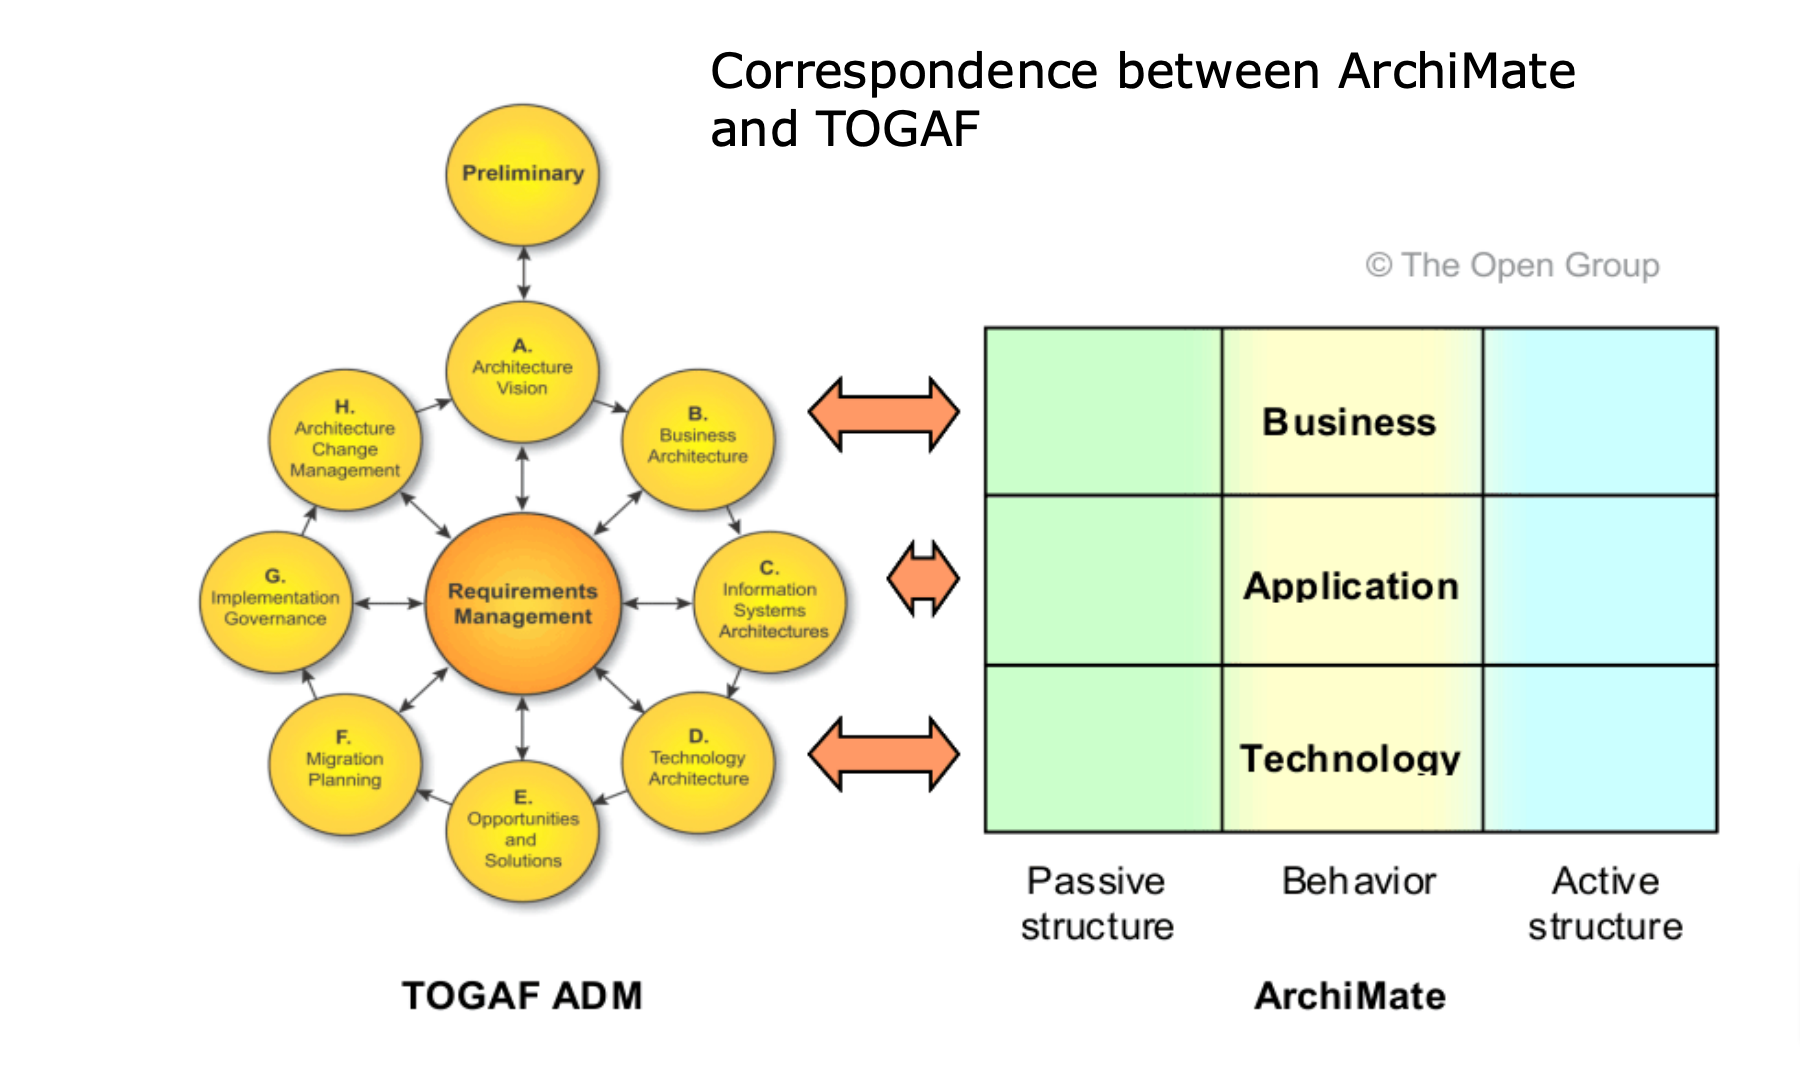 Correspondence between ArchiMate
and TOGAF
© The Open Group
Preliminary
A.
Architecture
Vision
B.
Business
Architecture
C.
Information
Systems
Architectures
D.
Technology
Architecture
E.
Opportunities
and
Solutions
F.
Migration
Planning
G.
Implementation
Governance
H.
Architecture
Change
Management
Requirements
Management
TOGAF ADM
Business
Application
Technology
Passive
structure
Behavior
Active
structure
ArchiMate